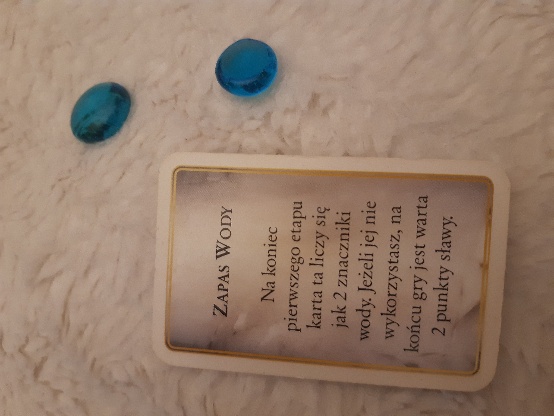 ZAPAS WODY
Na koniec
pierwszego etapu
karta ta liczy się
jak 2 znaczniki
wody. Jeżeli jej nie
wykorzystasz, na
końcu gry jest warta
2 punkty sławy.